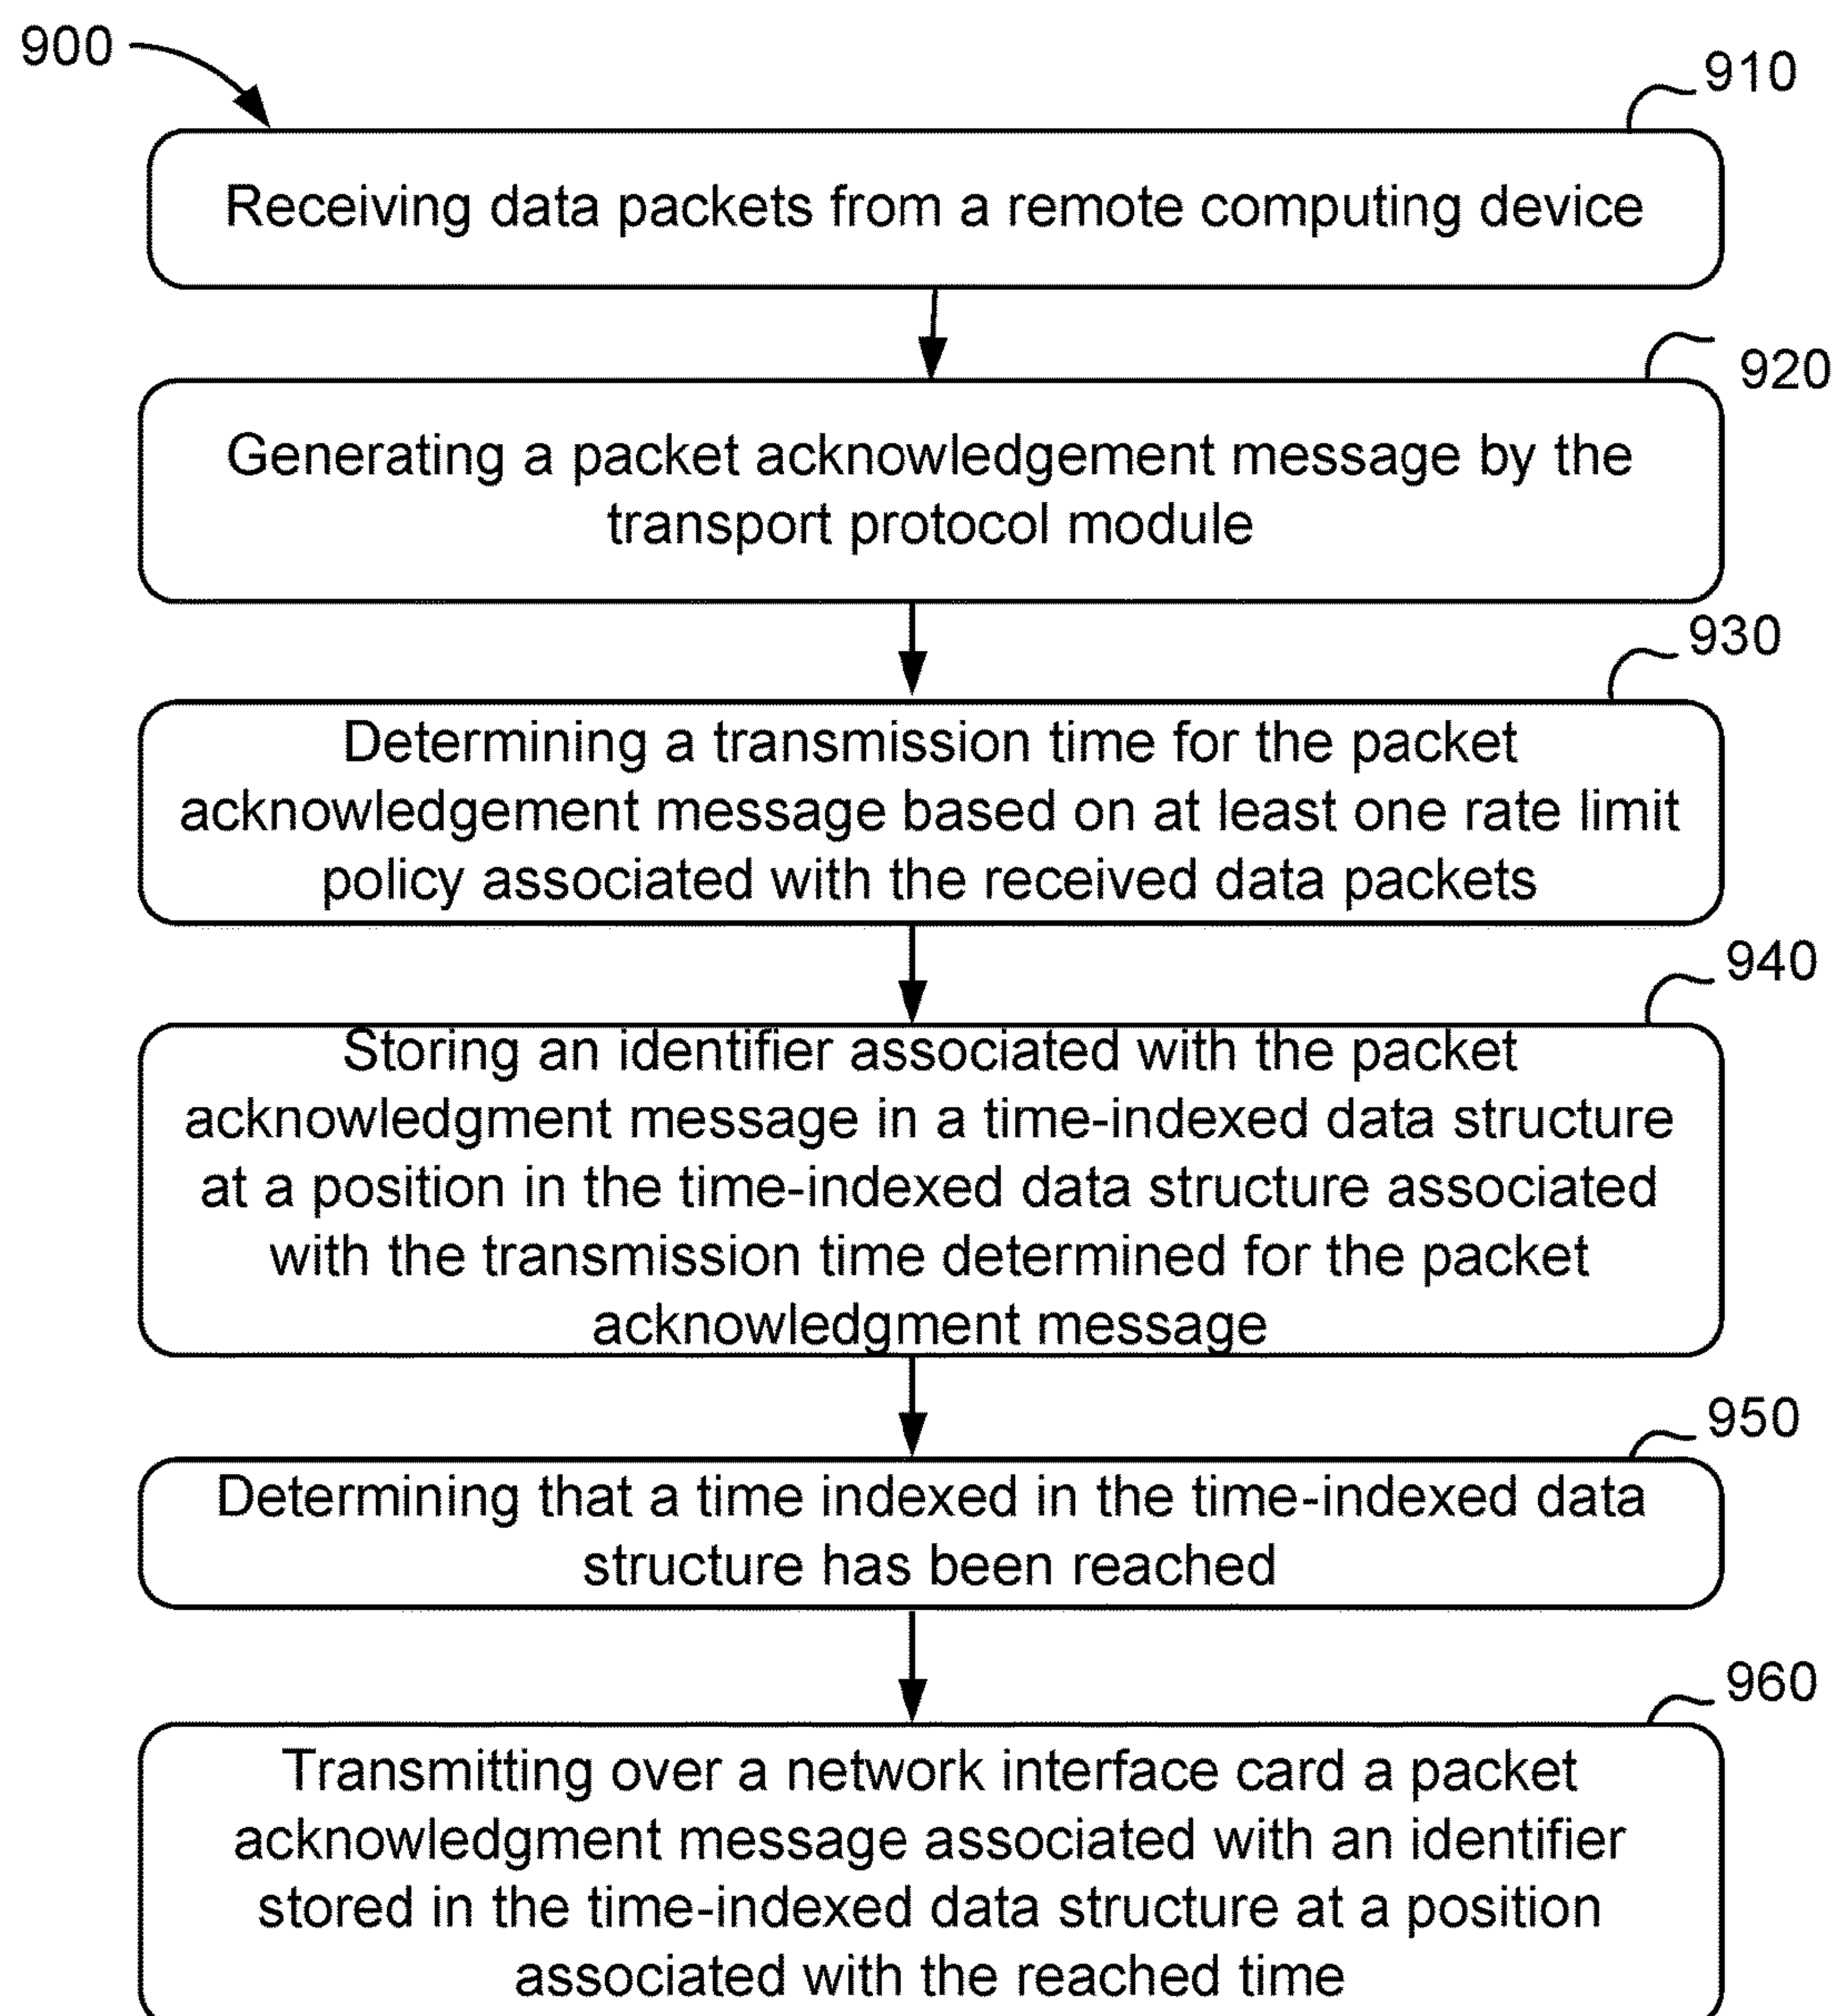 900
910
Receiving data packets from a remote computing device
920
Generating a packet acknowledgement message by the
transport protocol module
930
Determining a transmission time for the packet
acknowledgement message based on at least one rate limit
policy associated with the received data packets
940
Storing an identifier associated with the packet
acknowledgment message in a time-indexed data structure
at a position in the time-indexed data structure associated
with the transmission time determined for the packet
acknowledgment message
950
Determining that a time indexed in the time-indexed data
structure has been reached
960
Transmitting over a network interface card a packet
acknowledgment message associated with an identifier
stored in the time-indexed data structure at a position
associated with the reached time